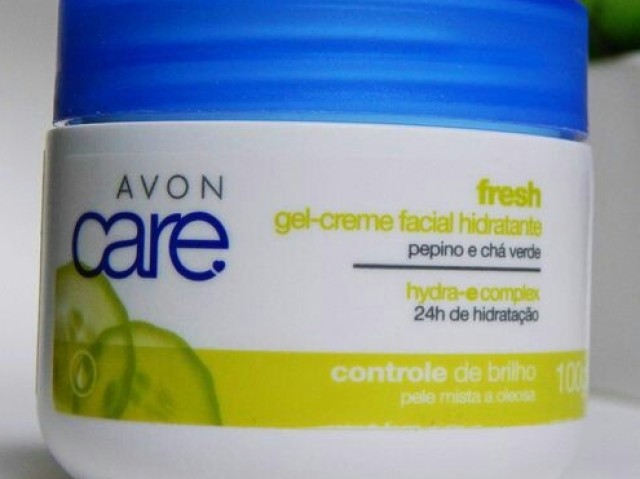 AVON
care
fresh
gel-creme facial hidratante
pepino e chá verde
hydra-e complex
24h de hidratação
controle de brilho
pele mista a oleosa
100g